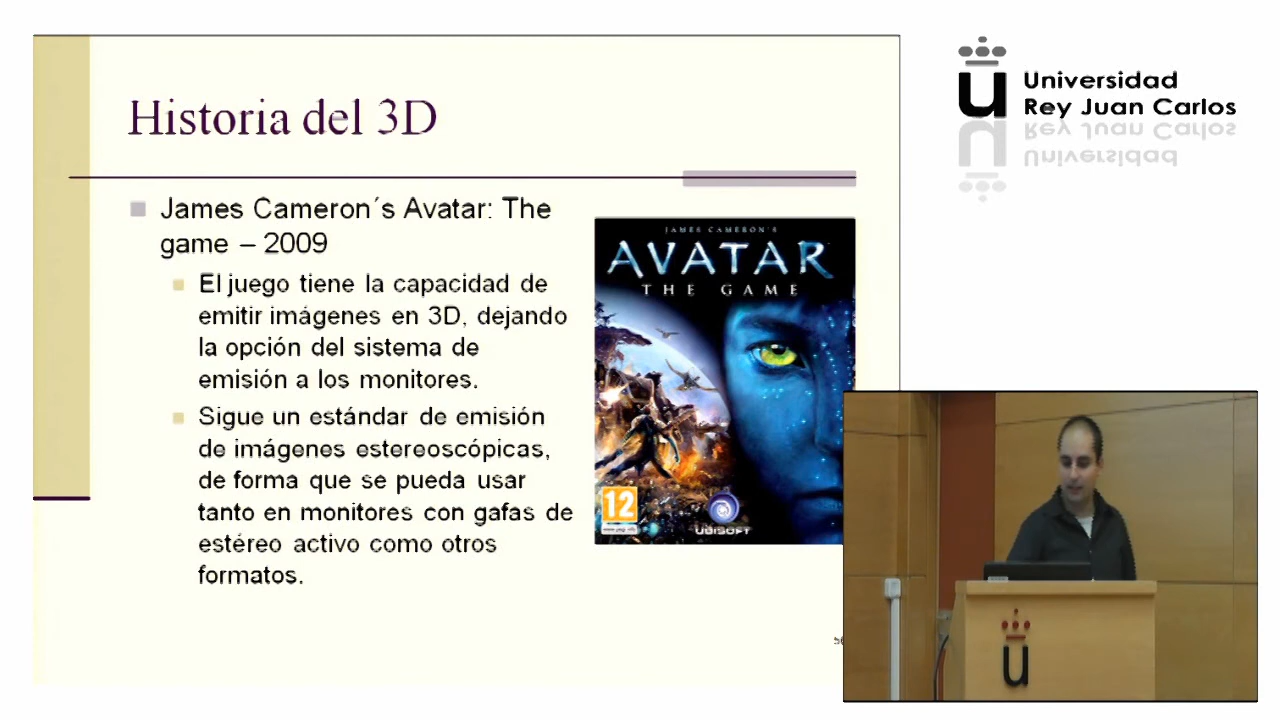 Historia del 3D
James Cameron´s Avatar: The
game – 2009
El juego tiene la capacidad de
emitir imágenes en 3D, dejando
la opción del sistema de
emisión a los monitores.
Sigue un estándar de emisión
de imágenes estereoscópicas,
de forma que se pueda usar
tanto en monitores con gafas de
estéreo activo como otros
formatos.
JAMES CAMERON'S
AVATAR
THE GAME
12
UBISOFT
Universidad
Rey Juan Carlos
u